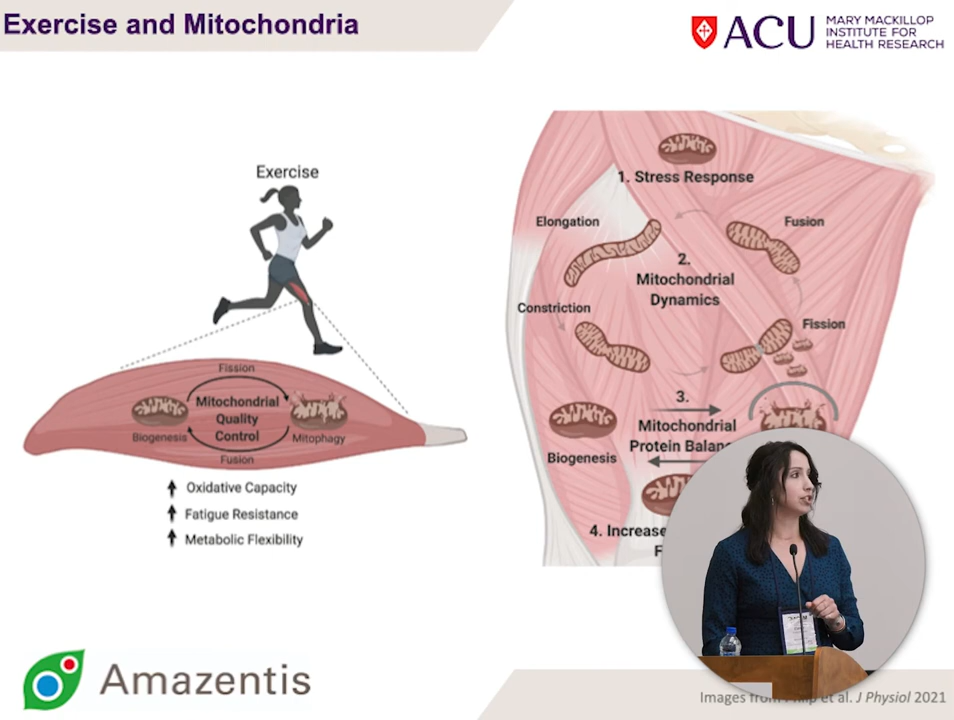 Exercise and Mitochondria
ACU
MARY MACKILLOP
INSTITUTE FOR
HEALTH RESEARCH
Exercise
Fission
Mitochondrial
Quality
Control
Biogenesis
Mitophagy
Fusion
Oxidative Capacity
Fatigue Resistance
Metabolic Flexibility
1. Stress Response
Elongation
Fusion
2.
Mitochondrial
Dynamics
Constriction
Fission
3.
Mitochondrial
Protein Balan
Biogenesis
4. Increase
F
Amazentis
Images et al. J Physiol 2021